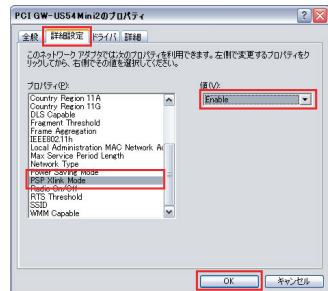 PCI GW-US54Mini2のプロパティ
全般 詳細設定 ドライバ 詳細
このネットワーク アダプタでは次のプロパティを利用できます。左側で変更するプロパティをク
リックしてから、右側でその値を選択してください。
プロパティ(P):
値(V):
Country Region 11A
Enable
Country Region 11G
DLS Capable
Fragment Threshold
Frame Aggregation
IEEE802.11h
Local Administration MAC Network A
Max Service Period Length
Network Type
Power Saving Mode
PSP Xlink Mode
Radio On/Off
RTS Threshold
SSID
WMM Capable
OK
キャンセル